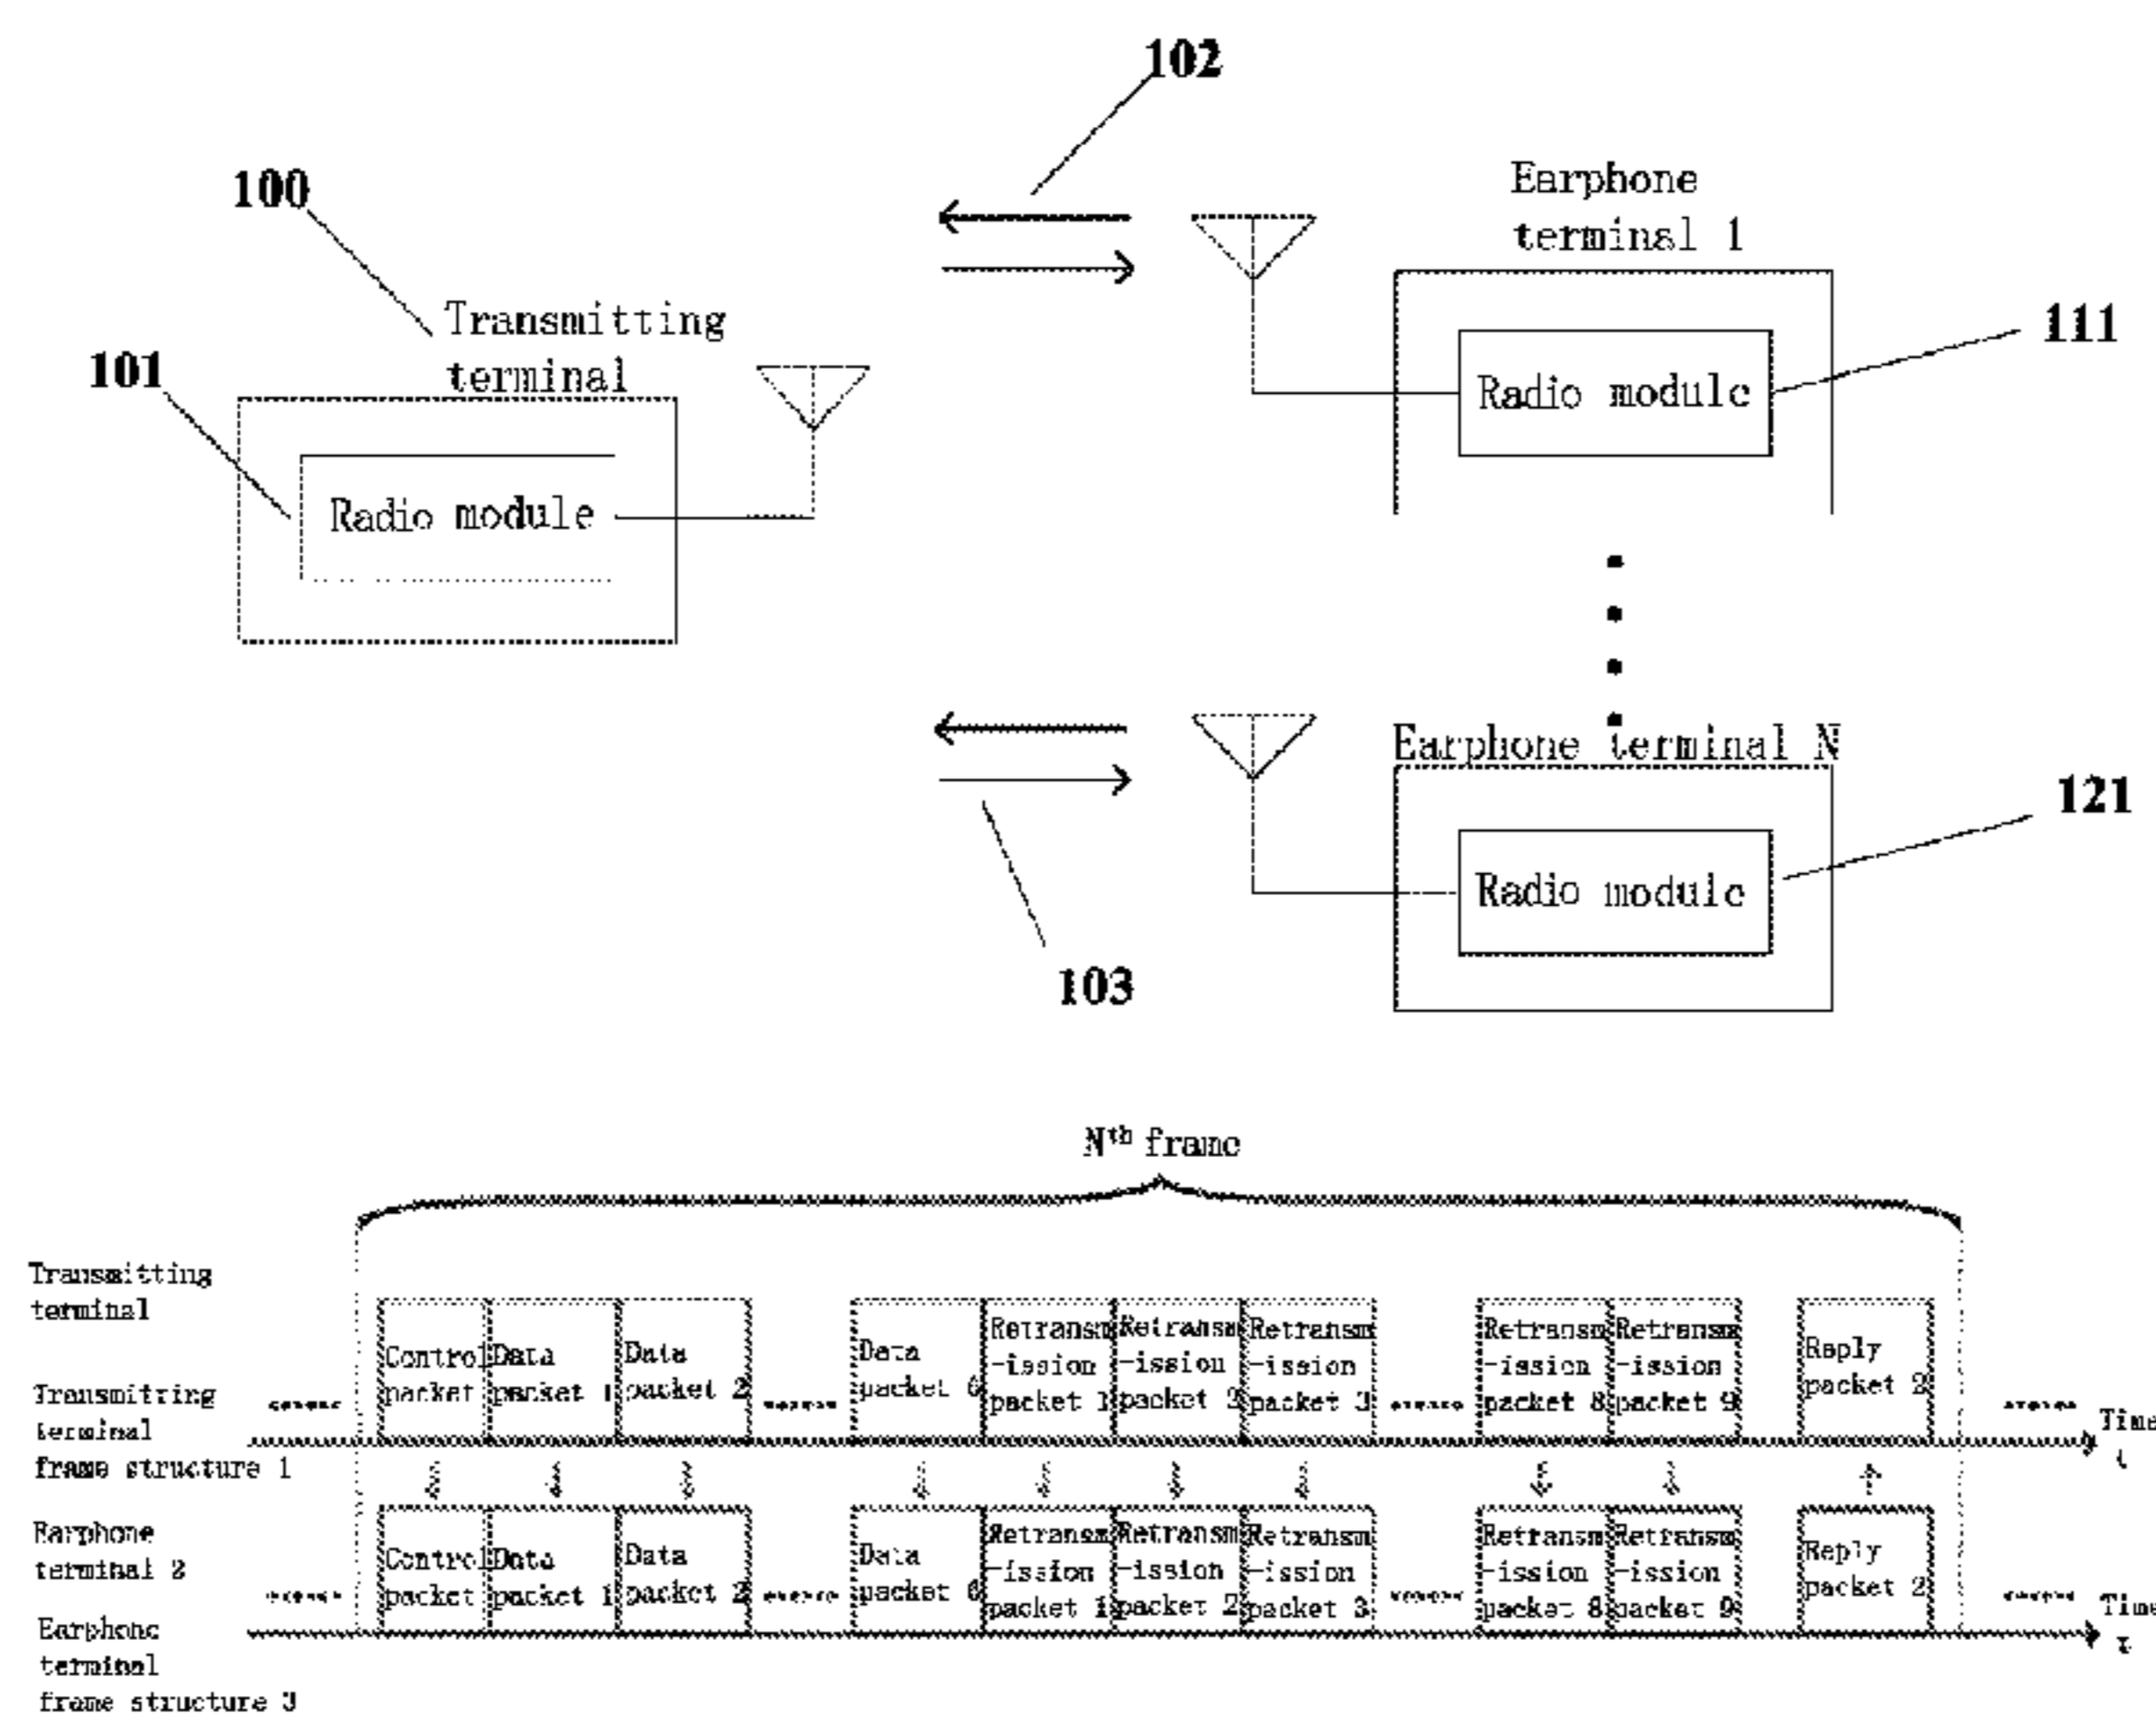 102
100
Earphone
terminal 1
Transmitting
terminal
111
101
Radio module
Radio module
Earphone terminal N
121
Radio module
103
Nth frame
Transmitting
terminal
Control
packet
Data
packet 1
Data
packet 2
Data
packet 6
Retransm
-ission
packet 1
Retransm
-ission
packet 2
Retransm
-ission
packet 3
Retransm
-ission
packet 8
Retransm
-ission
packet 9
Reply
packet 2
Transmitting
terminal
frame structure 1
Time
t
Earphone
terminal 2
Control
packet
Data
packet 1
Data
packet 2
Data
packet 6
Retransm
-ission
packet 1
Retransm
-ission
packet 2
Retransm
-ission
packet 3
Retransm
-ission
packet 8
Retransm
-ission
packet 9
Reply
packet 2
Earphone
terminal
frame structure 3
Time
t